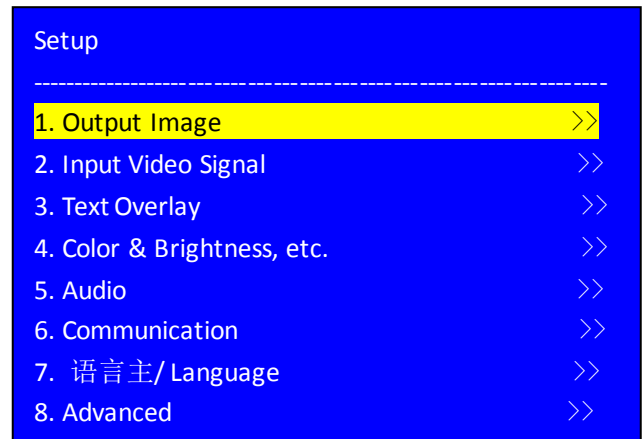 Setup
----------------------------------------------------------------------
1. Output Image >>
2. Input Video Signal >>
3. Text Overlay >>
4. Color & Brightness, etc. >>
5. Audio >>
6. Communication >>
7. 语言主/ Language >>
8. Advanced >>